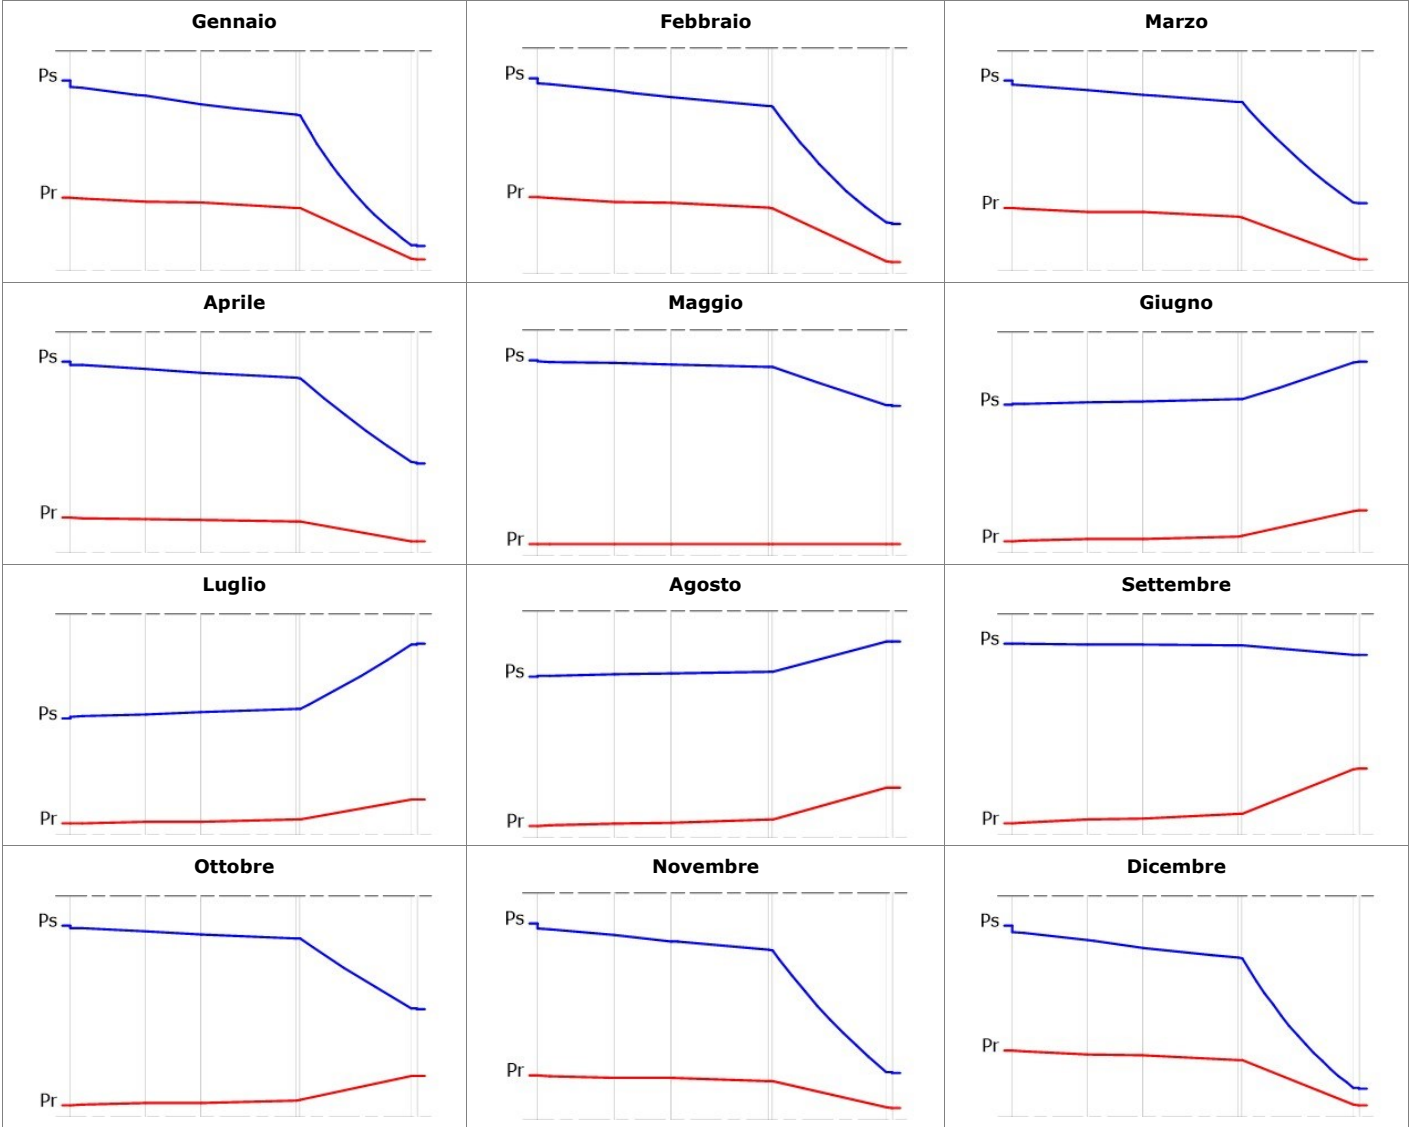 Gennaio Febbraio Marzo
Ps Ps Ps
Pr Pr Pr
Aprile Maggio Giugno
Ps Ps Ps
Pr Pr Pr
Luglio Agosto Settembre
Ps Ps Ps
Pr Pr Pr
Ottobre Novembre Dicembre
Ps Ps Ps
Pr Pr Pr